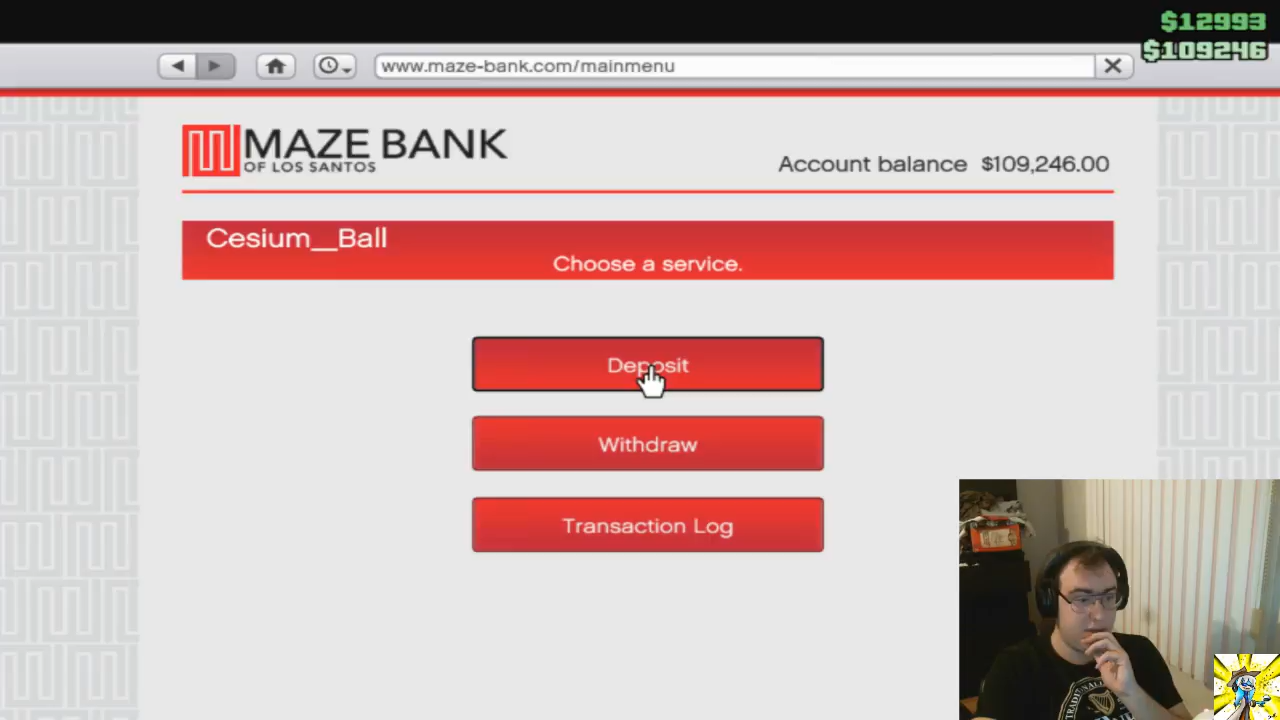 $12993
$109246
www.maze-bank.com/mainmenu
MAZE BANK
OF LOS SANTOS
Account balance $109,246.00
Cesium__Ball
Choose a service.
Deposit
Withdraw
Transaction Log